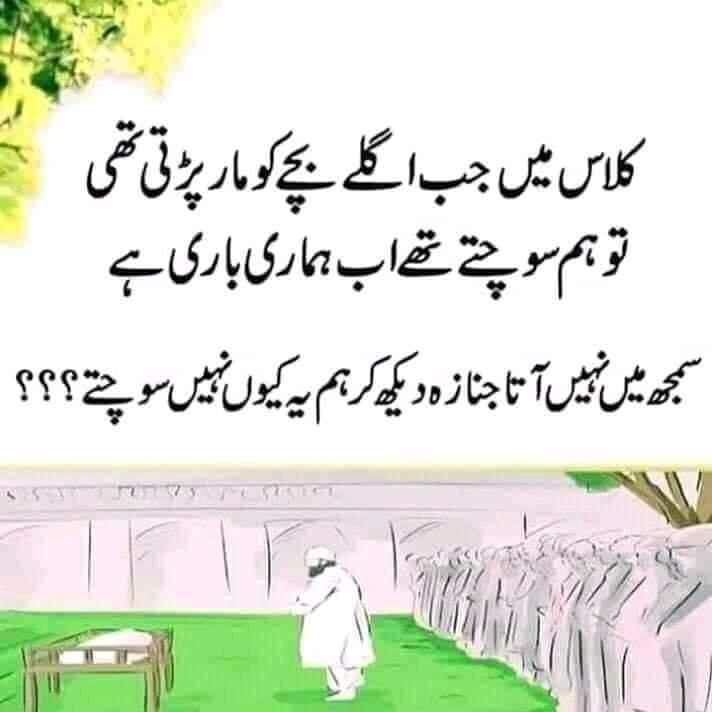 کلاس میں جب اگلے بچے کو مار پڑتی تھی
تو ہم سوچتے تھے اب ہماری باری ہے
سمجھ میں نہیں آتا جنازہ دیکھ کر ہم یہ کیوں نہیں سوچتے؟؟؟